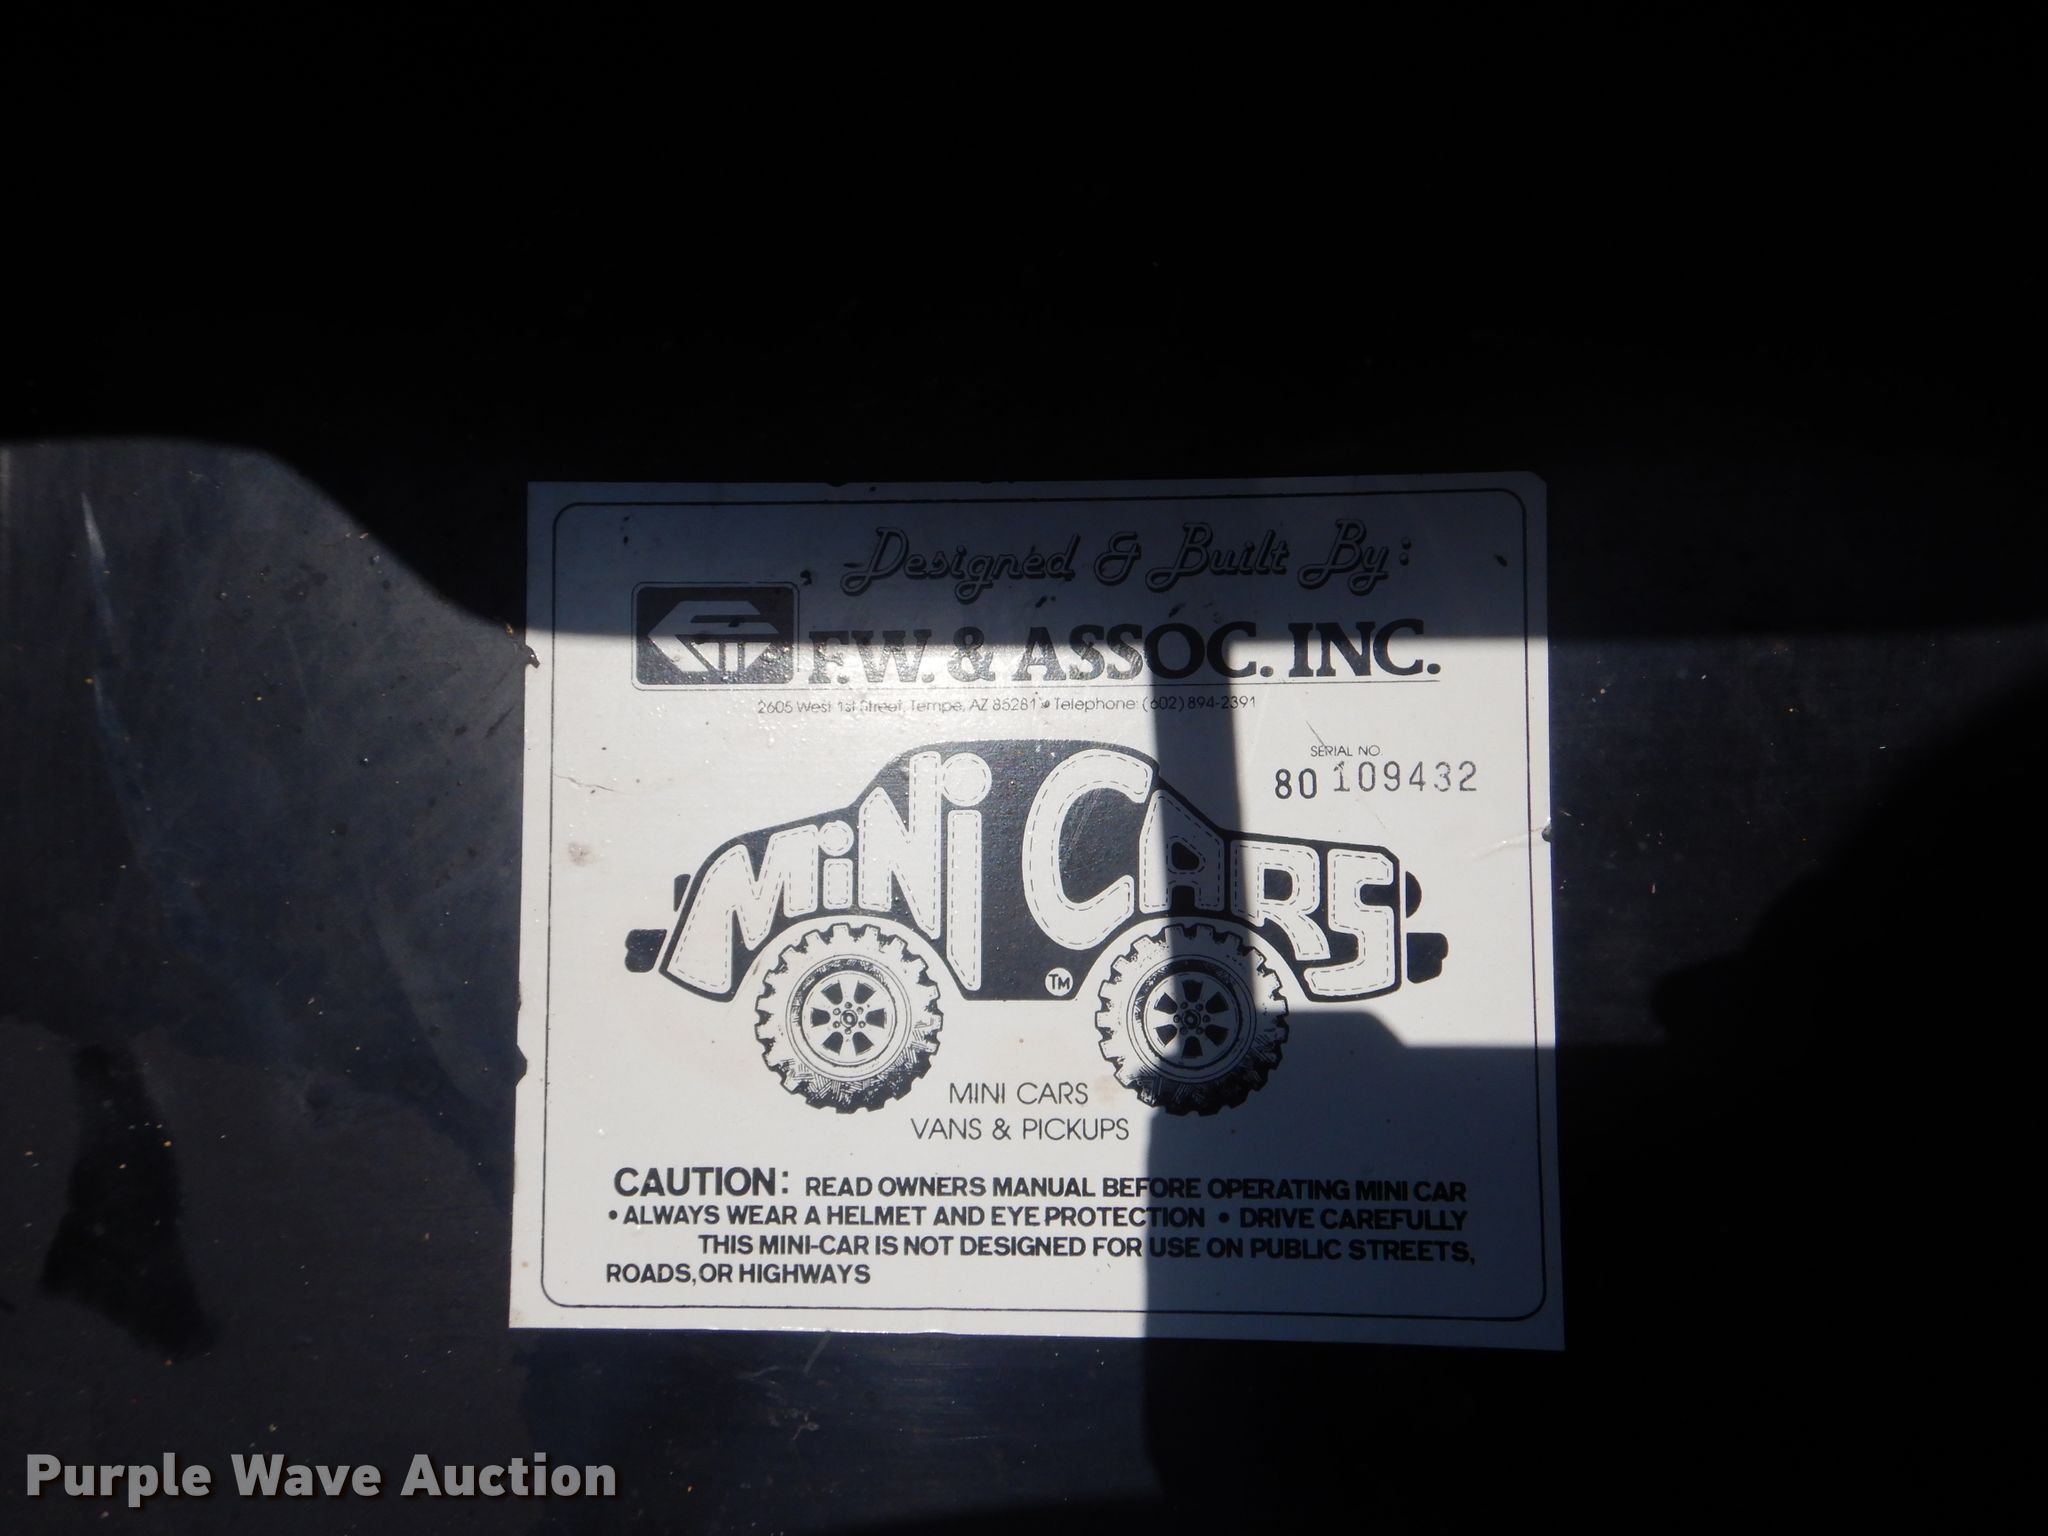 Designed & Built By:
F.W. & ASSOC. INC.
2605 West 1st Street, Tempe, AZ 85281 • Telephone: (602) 894-2391
SERIAL NO.
80 109432
MiNi CARS
TM
MINI CARS
VANS & PICKUPS
CAUTION: READ OWNERS MANUAL BEFORE OPERATING MINI CAR
• ALWAYS WEAR A HELMET AND EYE PROTECTION • DRIVE CAREFULLY
THIS MINI-CAR IS NOT DESIGNED FOR USE ON PUBLIC STREETS,
ROADS, OR HIGHWAYS
Purple Wave Auction